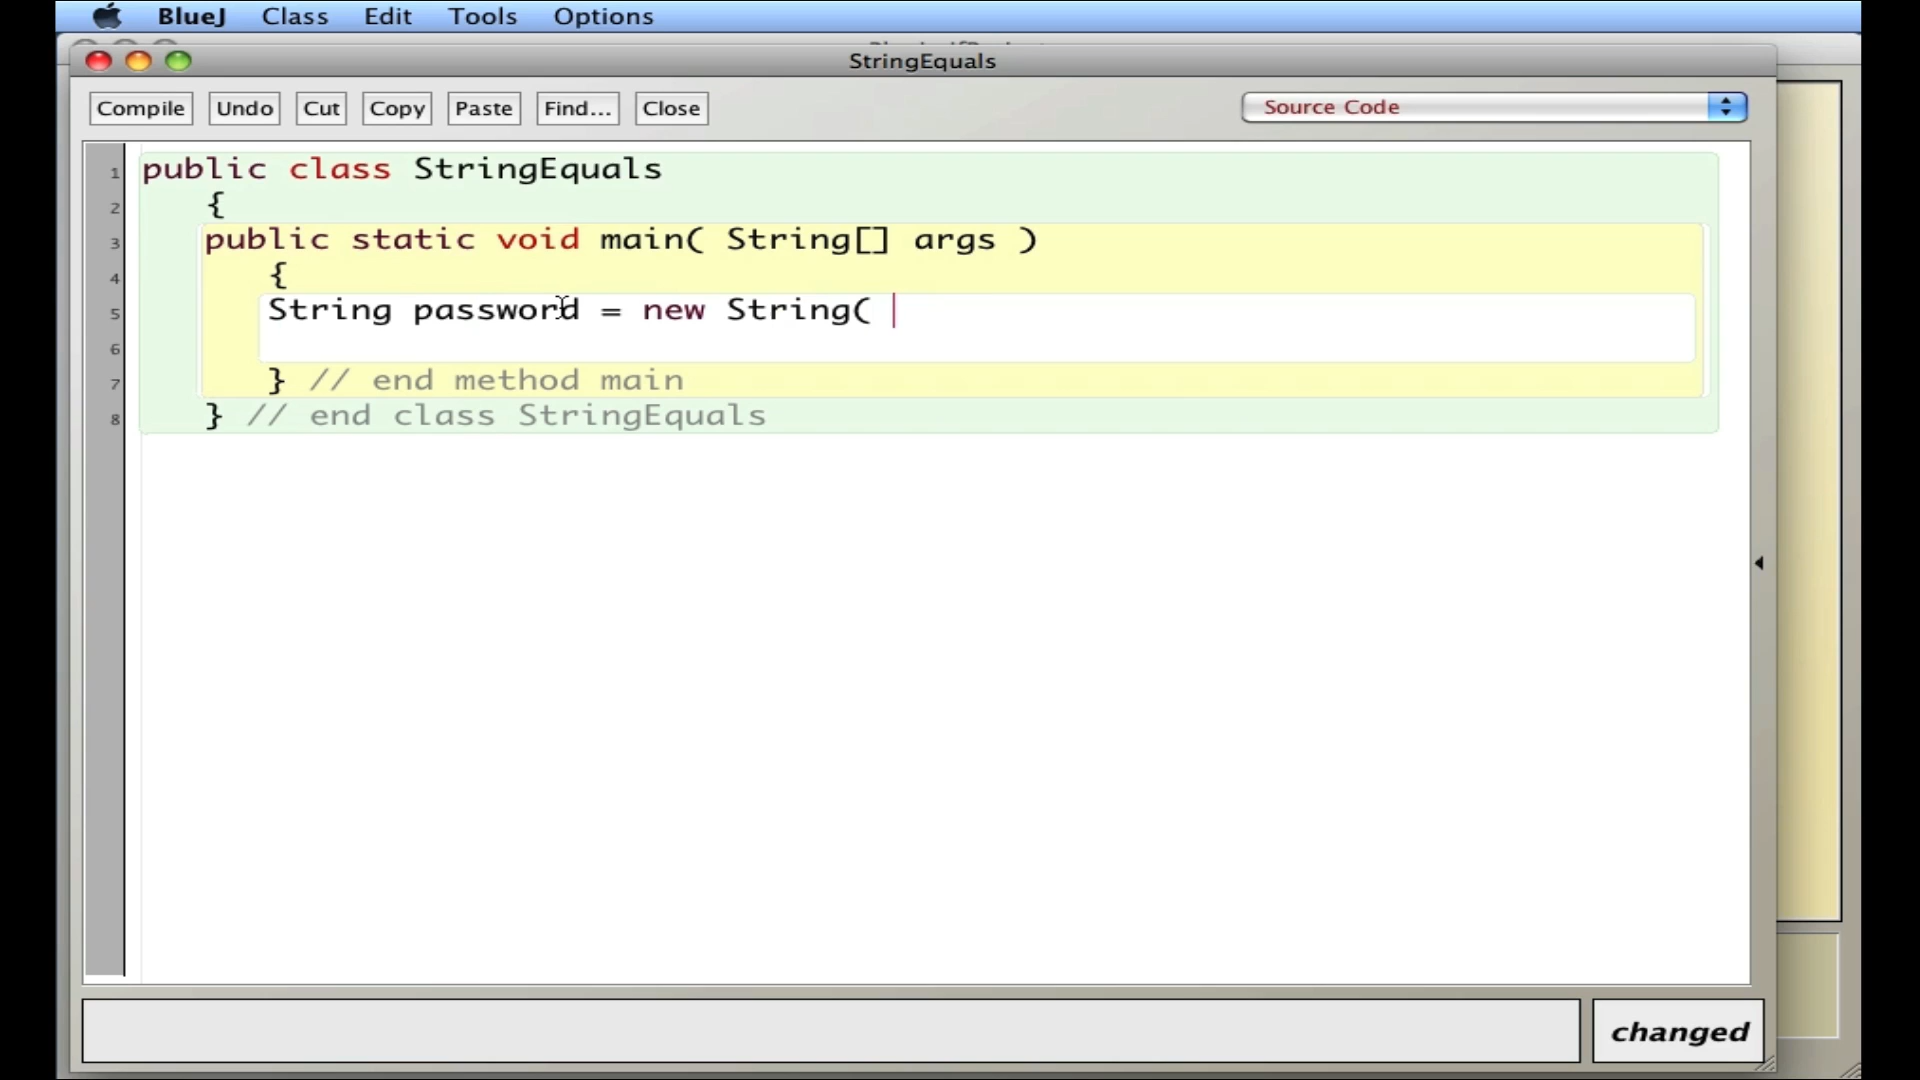 BlueJ Class Edit Tools Options
StringEquals
Compile Undo Cut Copy Paste Find... Close Source Code
1 public class StringEquals
2 {
3 public static void main( String[] args )
4 {
5 String password = new String(
6
7 } // end method main
8 } // end class StringEquals
changed